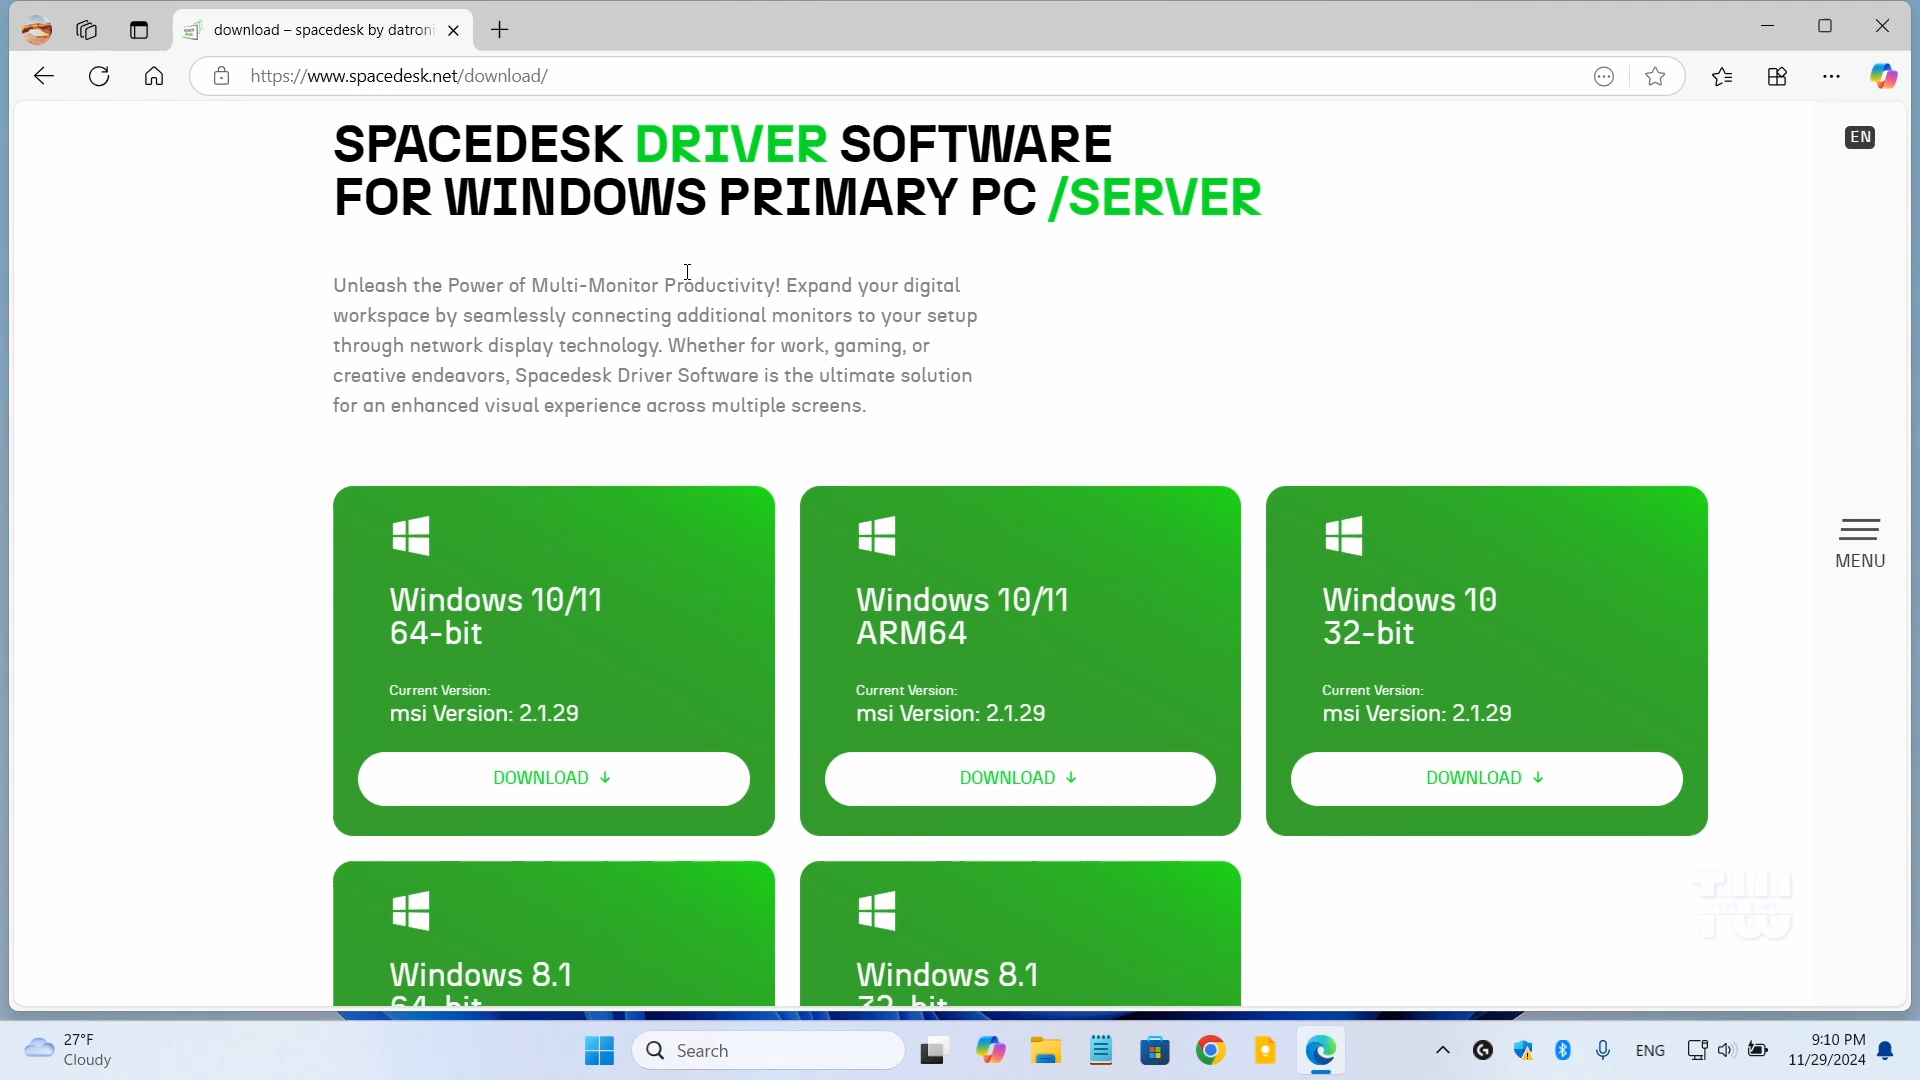 download – spacedesk by datroni
https://www.spacedesk.net/download/
EN
SPACEDESK DRIVER SOFTWARE
FOR WINDOWS PRIMARY PC /SERVER
Unleash the Power of Multi-Monitor Productivity! Expand your digital
workspace by seamlessly connecting additional monitors to your setup
through network display technology. Whether for work, gaming, or
creative endeavors, Spacedesk Driver Software is the ultimate solution
for an enhanced visual experience across multiple screens.
MENU
Windows 10/11
64-bit
Current Version:
msi Version: 2.1.29
DOWNLOAD ↓
Windows 10/11
ARM64
Current Version:
msi Version: 2.1.29
DOWNLOAD ↓
Windows 10
32-bit
Current Version:
msi Version: 2.1.29
DOWNLOAD ↓
Windows 8.1
64-bit
Windows 8.1
32-bit
27°F
Cloudy
Search
ENG
9:10 PM
11/29/2024